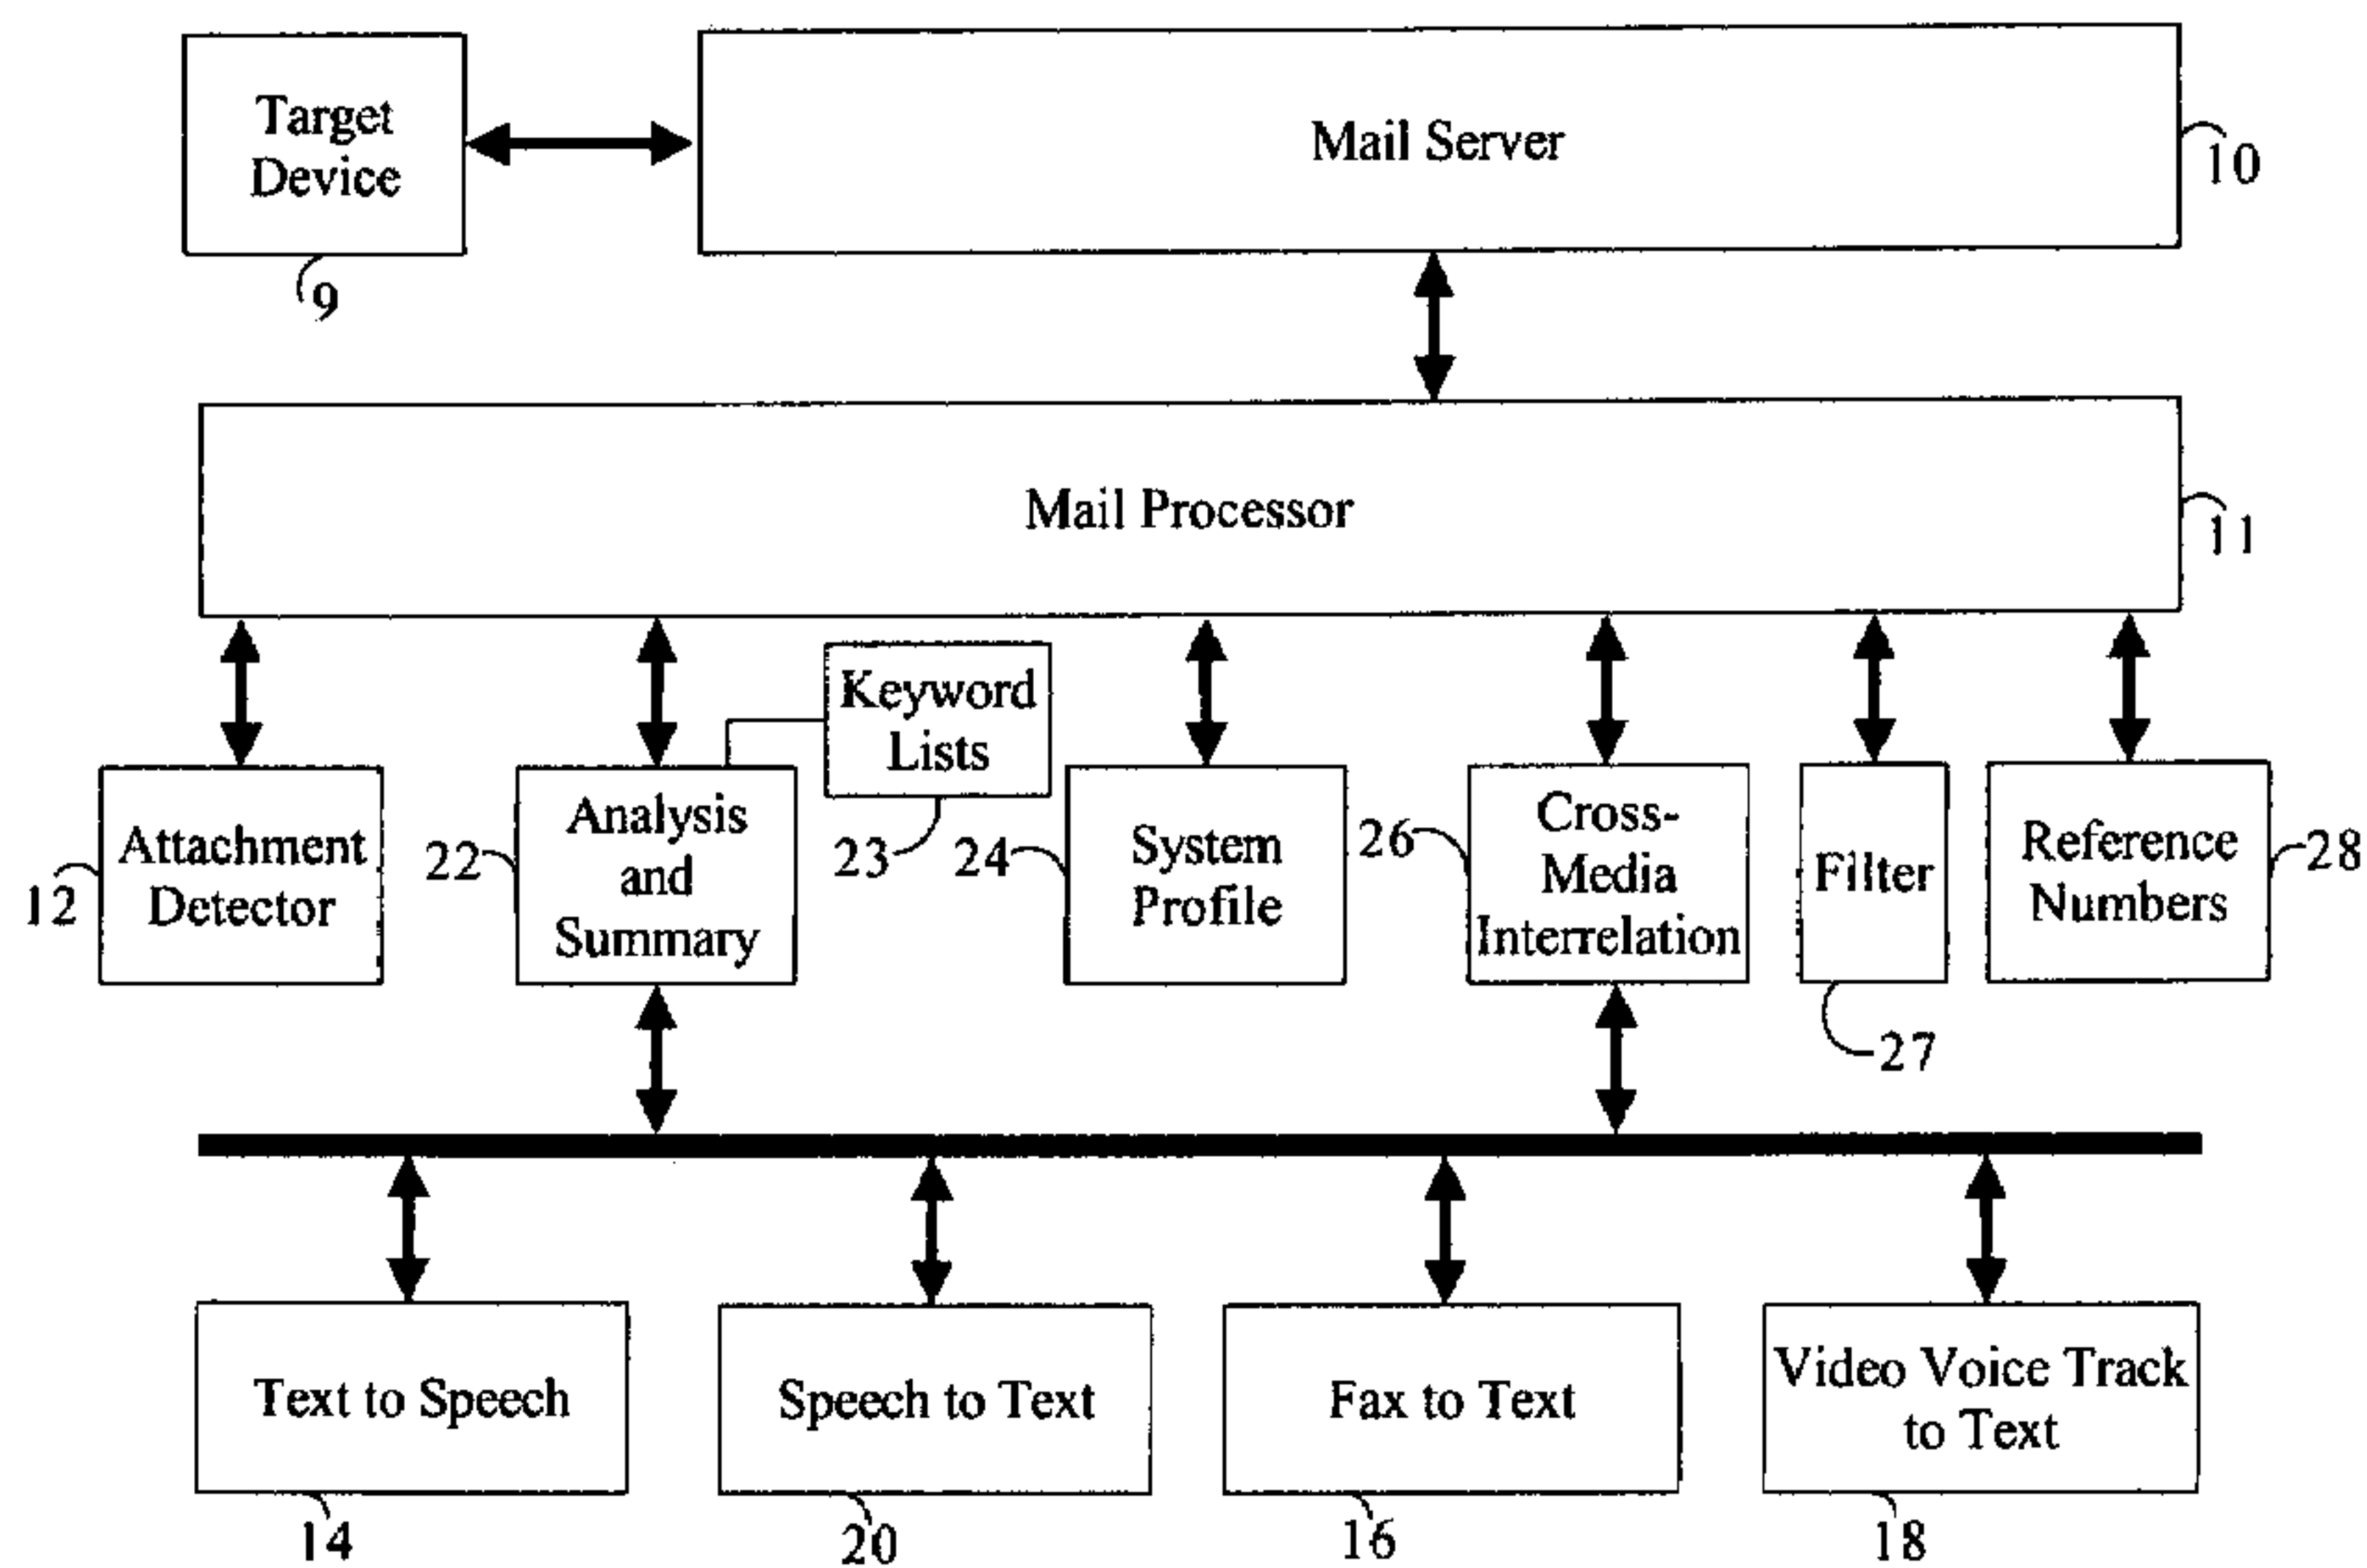 Target
Device
Mail Server
10
9
Mail Processor
11
Keyword
Lists
23
Attachment
Detector
12
Analysis
and
Summary
22
System
Profile
24
Cross-
Media
Interrelation
26
Filter
27
Reference
Numbers
28
Text to Speech
14
Speech to Text
20
Fax to Text
16
Video Voice Track
to Text
18